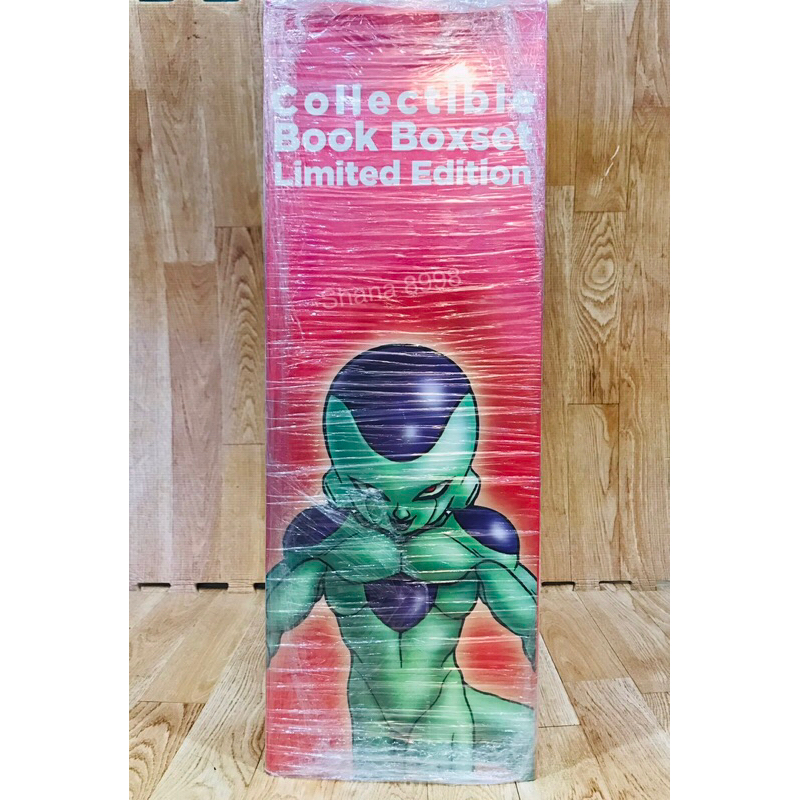 Collectible
Book Boxset
Limited Edition
Shana 8998